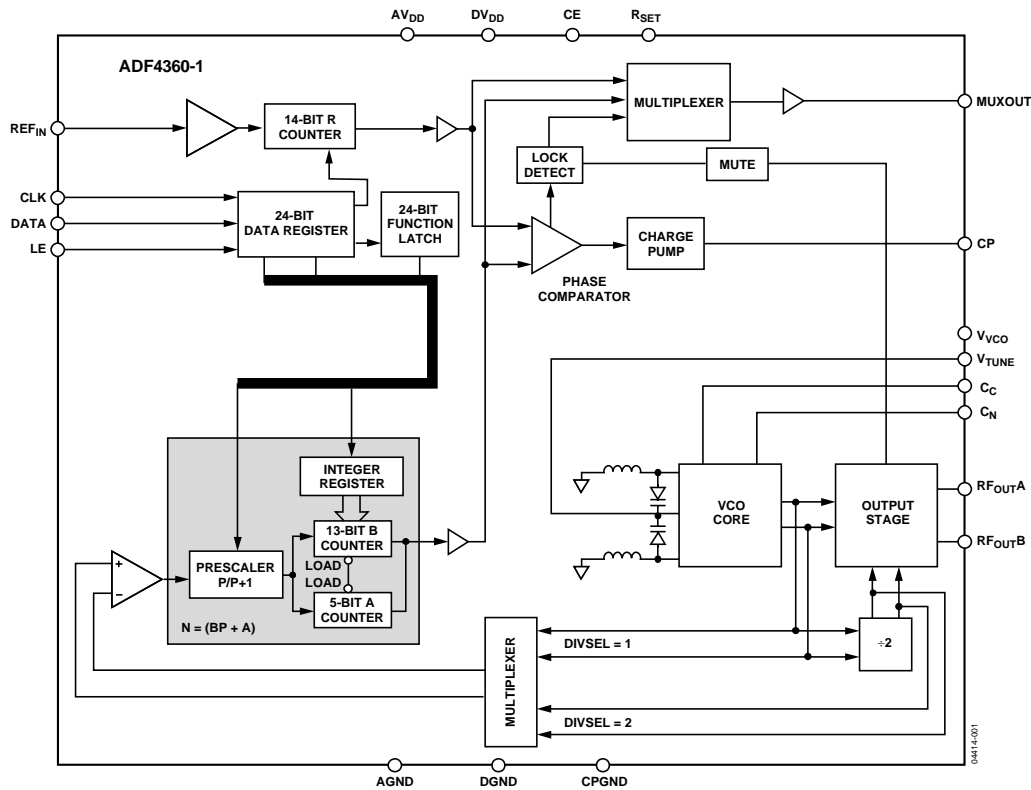 AVDD
DVDD
CE
RSET
ADF4360-1
MULTIPLEXER
MUXOUT
REFIN
14-BIT R
COUNTER
LOCK
DETECT
MUTE
CLK
DATA
LE
24-BIT
DATA REGISTER
24-BIT
FUNCTION
LATCH
CHARGE
PUMP
CP
PHASE
COMPARATOR
VVCO
VTUNE
CC
CN
INTEGER
REGISTER
VCO
CORE
OUTPUT
STAGE
RFOUTA
RFOUTB
13-BIT B
COUNTER
LOAD
LOAD
PRESCALER
P/P+1
+
−
5-BIT A
COUNTER
N = (BP + A)
MULTIPLEXER
DIVSEL = 1
÷2
DIVSEL = 2
04414-001
AGND
DGND
CPGND